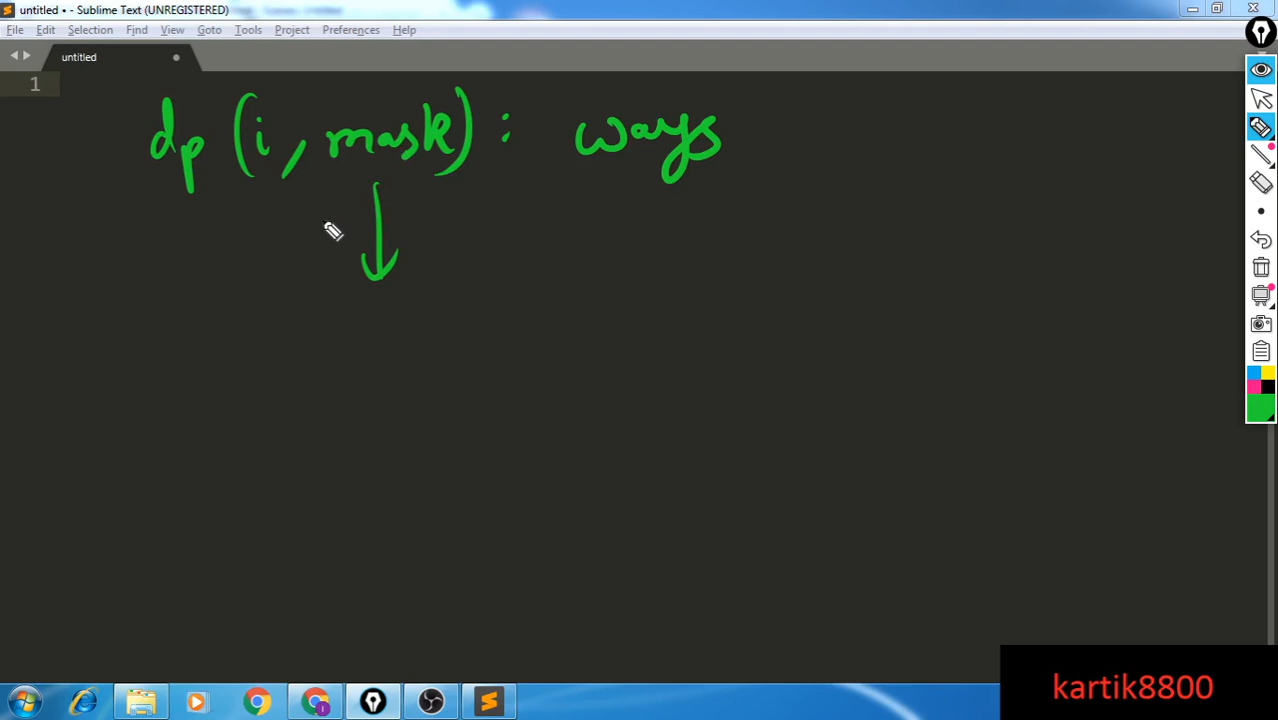 untitled • - Sublime Text (UNREGISTERED)
File Edit Selection Find View Goto Tools Project Preferences Help
untitled
1
dp (i, mask) : ways
kartik8800